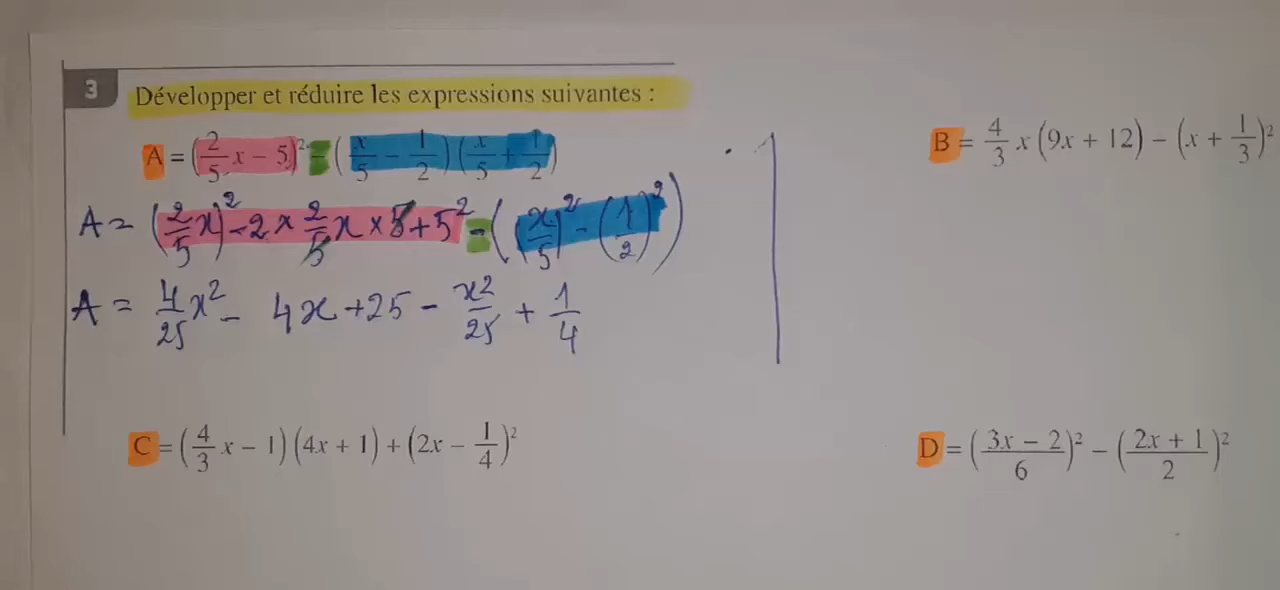 3 Développer et réduire les expressions suivantes :
A = (2/5 x − 5)² − (x/5 − 1/2)(x/5 + 1/2)
B = 4/3 x (9x + 12) − (x + 1/3)²
A = (2/5 x)² − 2 × 2/5 x × 5 + 5² − ((x/5)² − (1/2)²)
A = 4/25 x² − 4x + 25 − x²/25 + 1/4
C = (4/3 x − 1)(4x + 1) + (2x − 1/4)²
D = ((3x − 2)/6)² − ((2x + 1)/2)²